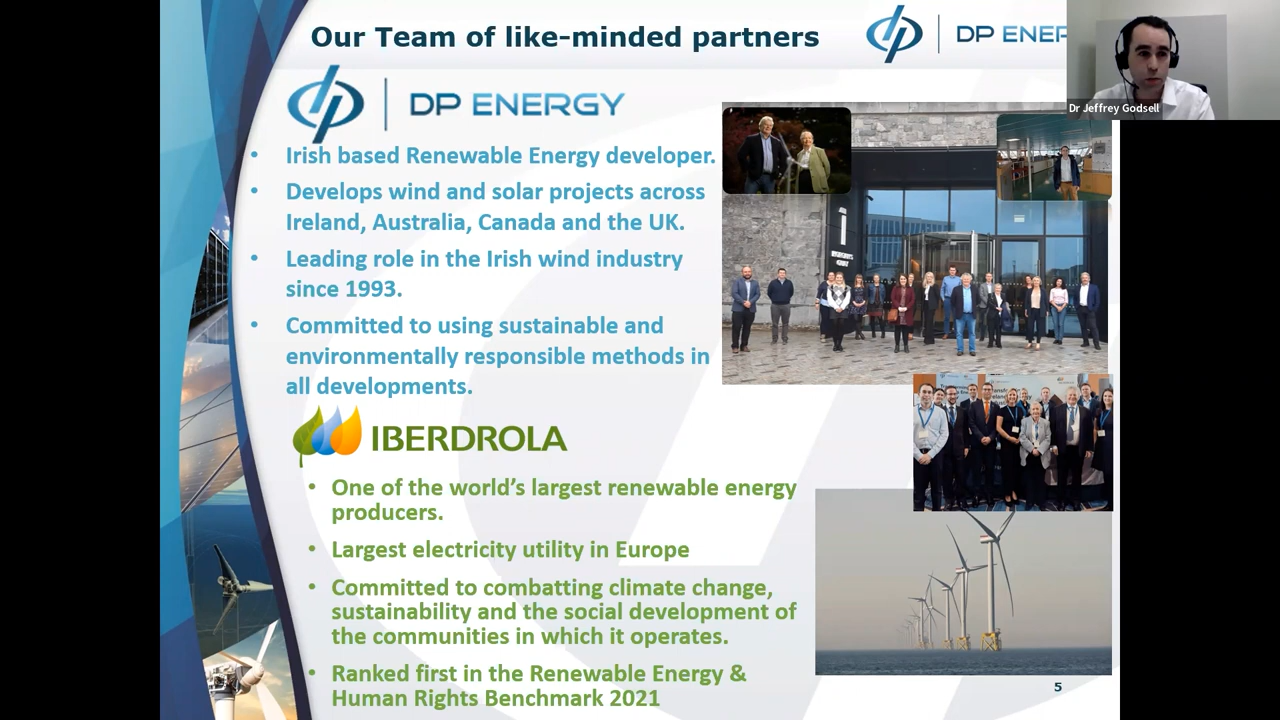 Our Team of like-minded partners
DP ENER
Dr Jeffrey Godsell
DP ENERGY
• Irish based Renewable Energy developer.
• Develops wind and solar projects across
Ireland, Australia, Canada and the UK.
• Leading role in the Irish wind industry
since 1993.
• Committed to using sustainable and
environmentally responsible methods in
all developments.
IBERDROLA
• One of the world’s largest renewable energy
producers.
• Largest electricity utility in Europe
• Committed to combatting climate change,
sustainability and the social development of
the communities in which it operates.
• Ranked first in the Renewable Energy &
Human Rights Benchmark 2021
5